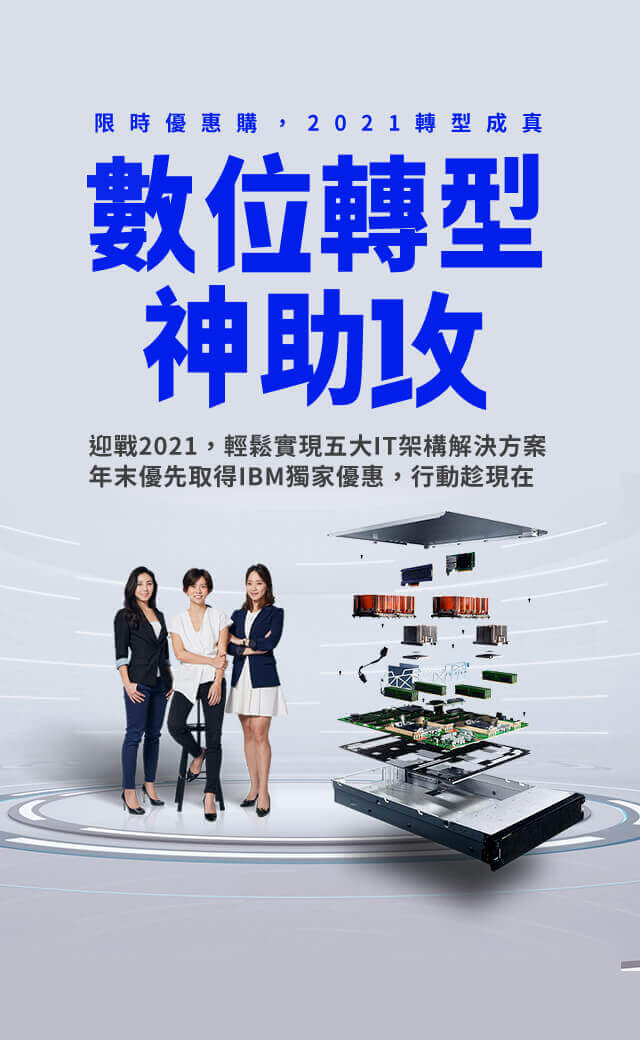 限時優惠購，2021轉型成真
數位轉型
神助攻
迎戰2021，輕鬆實現五大IT架構解決方案
年末優先取得IBM獨家優惠，行動趁現在